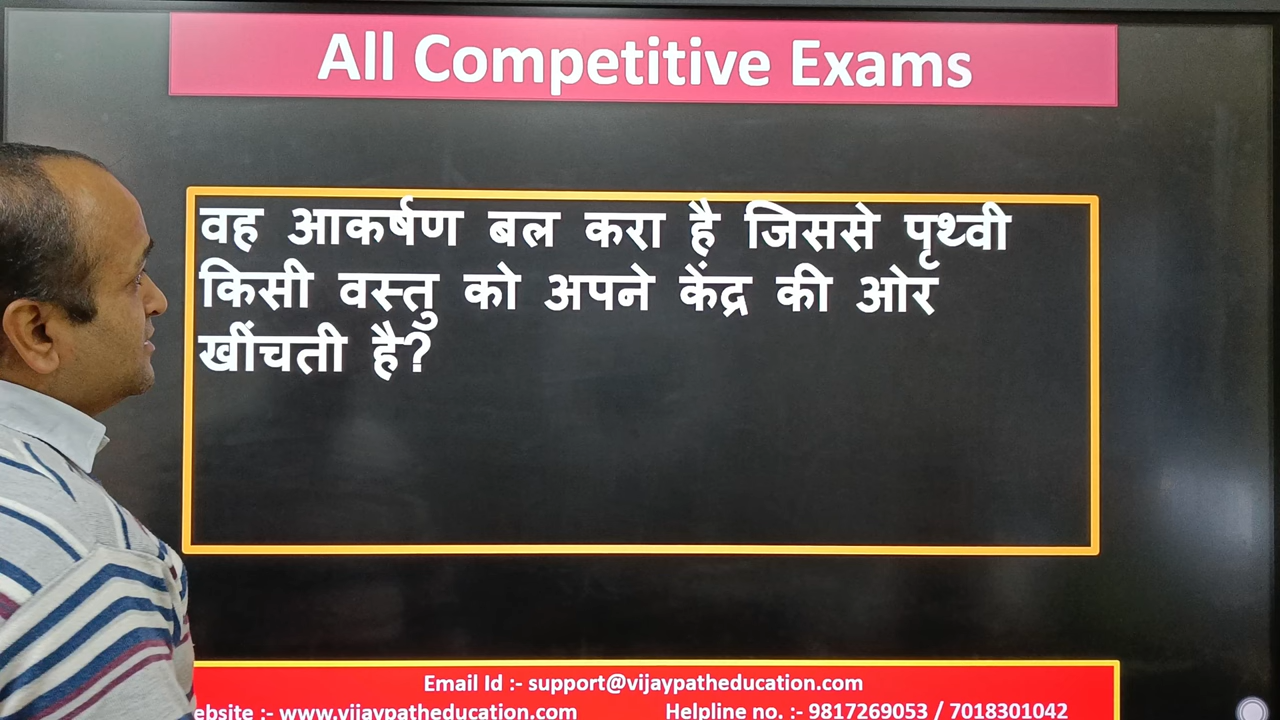 All Competitive Exams
वह आकर्षण बल करा है जिससे पृथ्वी
किसी वस्तु को अपने केंद्र की ओर
खींचती है?
Email Id :- support@vijaypatheducation.com
ebsite :- www.vijaypatheducation.com Helpline no. :- 9817269053 / 7018301042